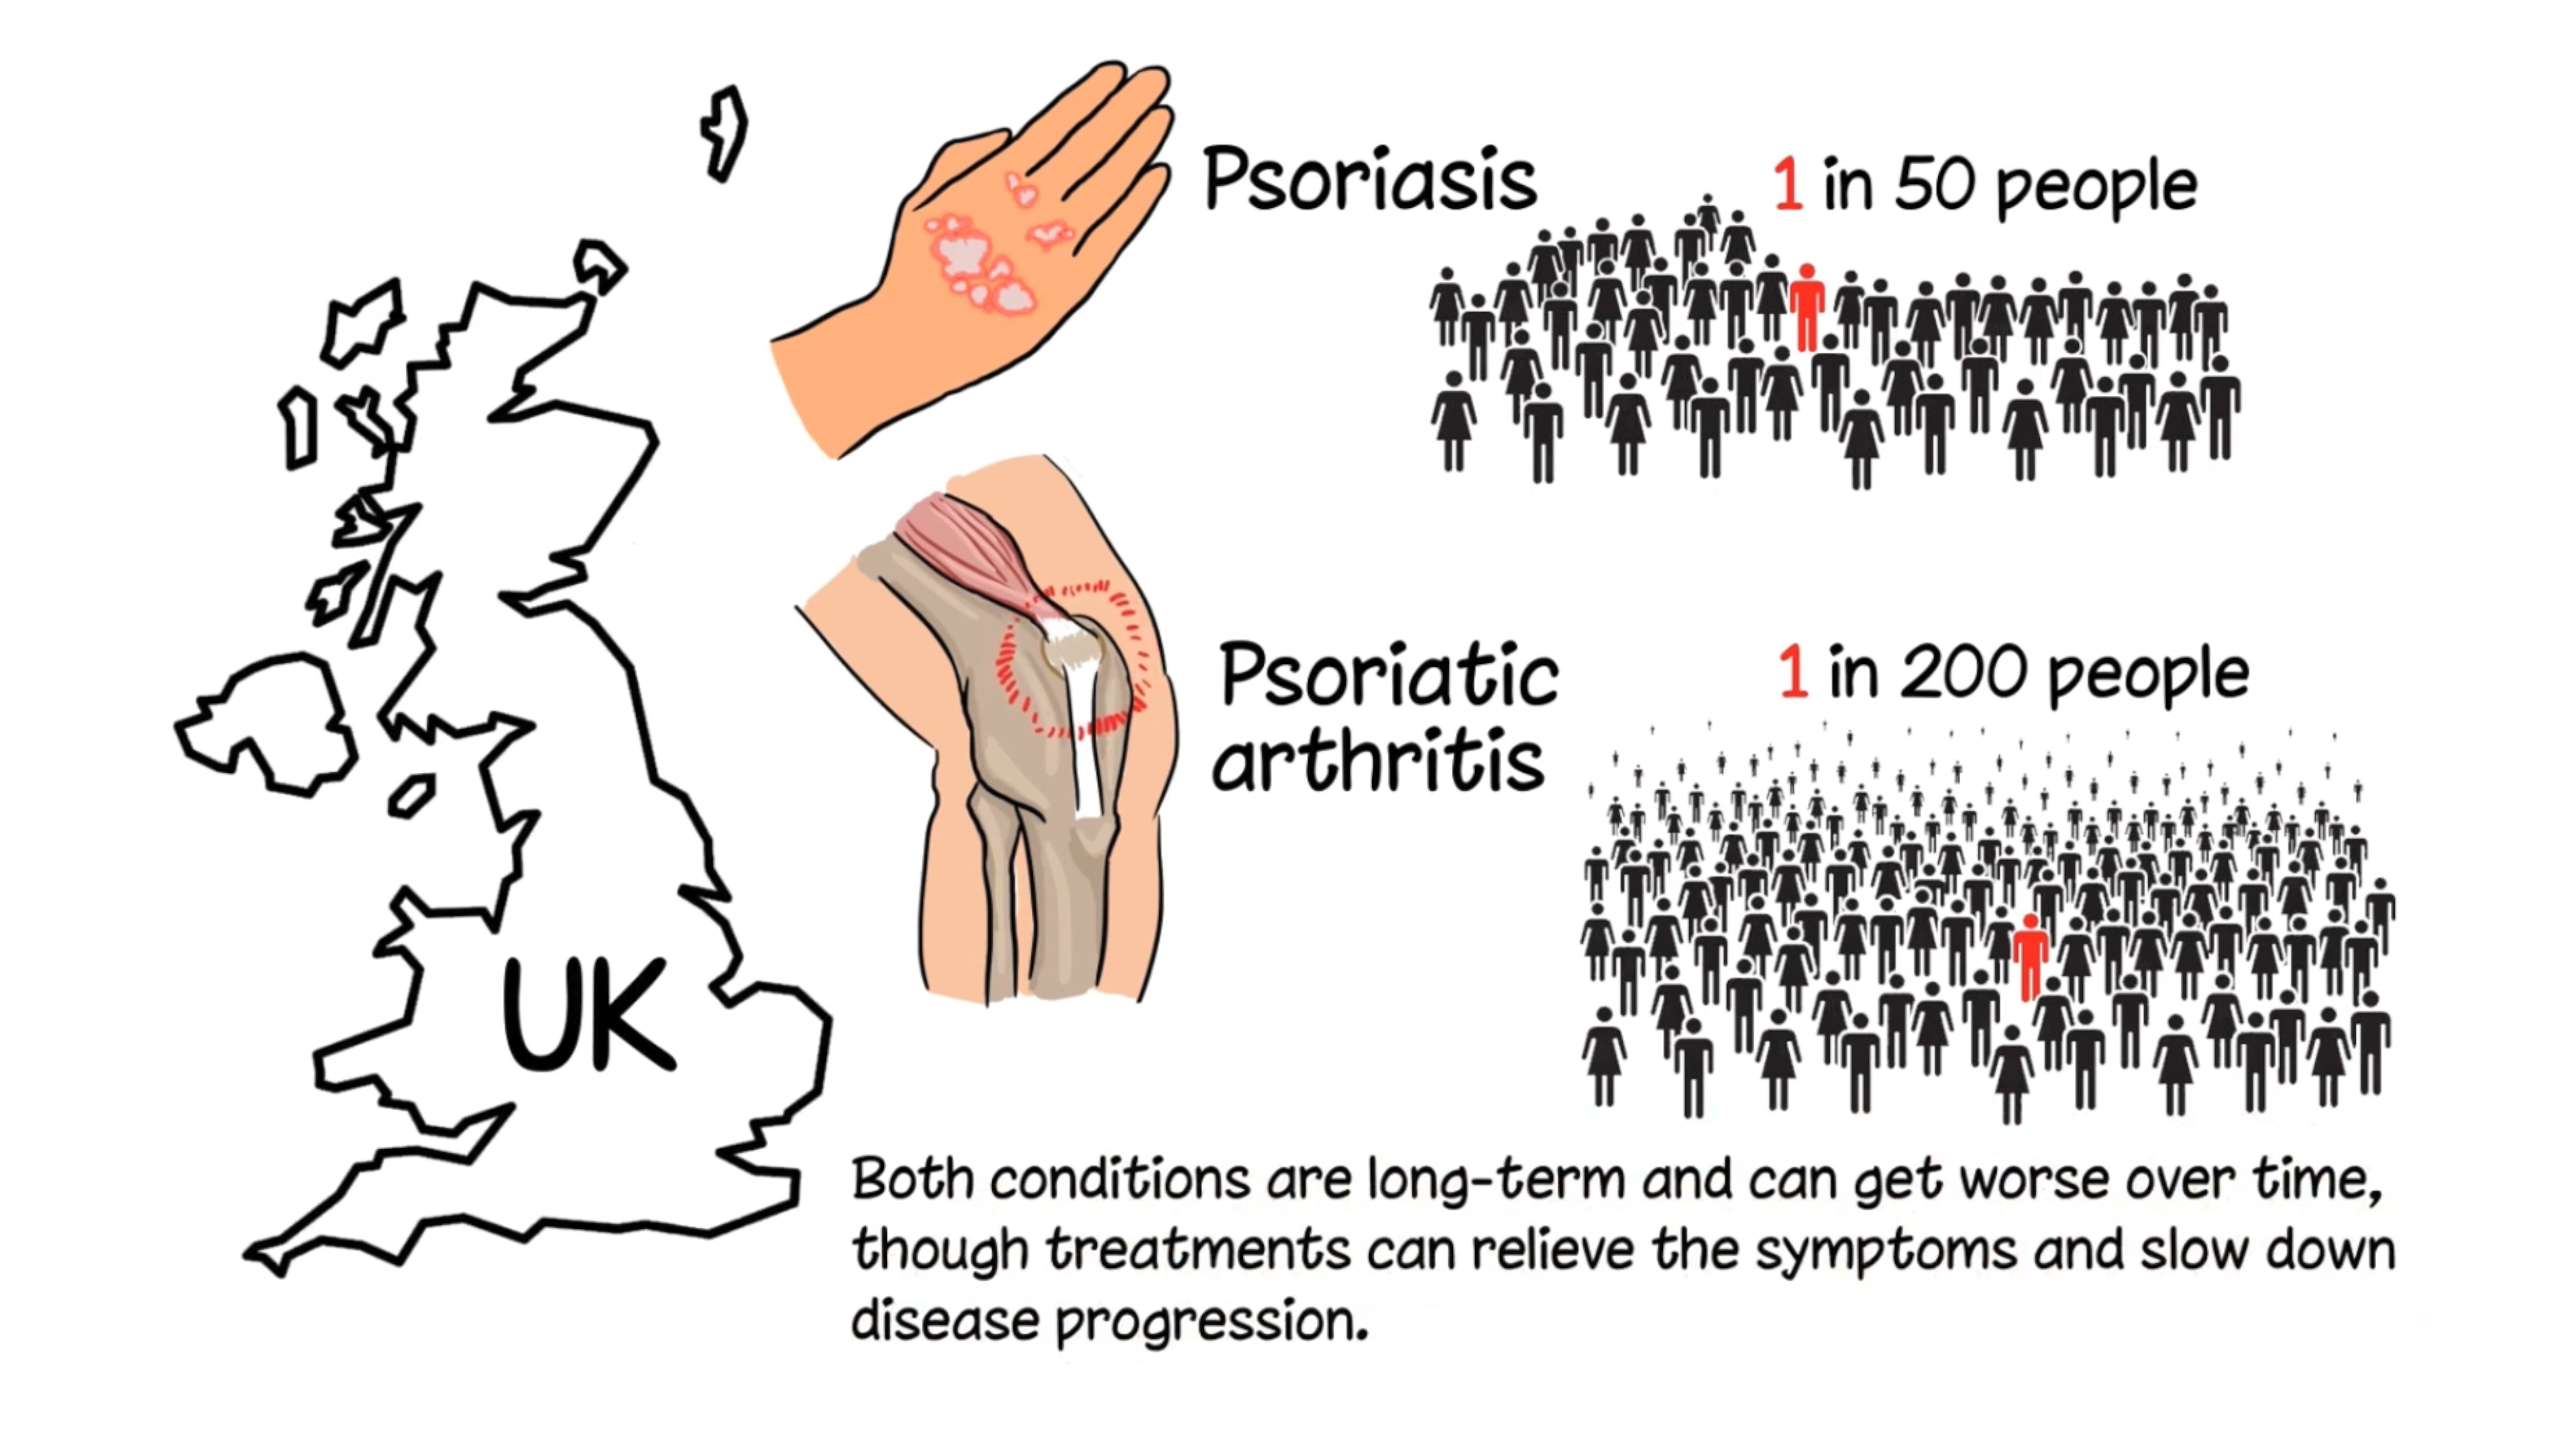 Psoriasis
1 in 50 people
Psoriatic
arthritis
1 in 200 people
UK
Both conditions are long-term and can get worse over time,
though treatments can relieve the symptoms and slow down
disease progression.